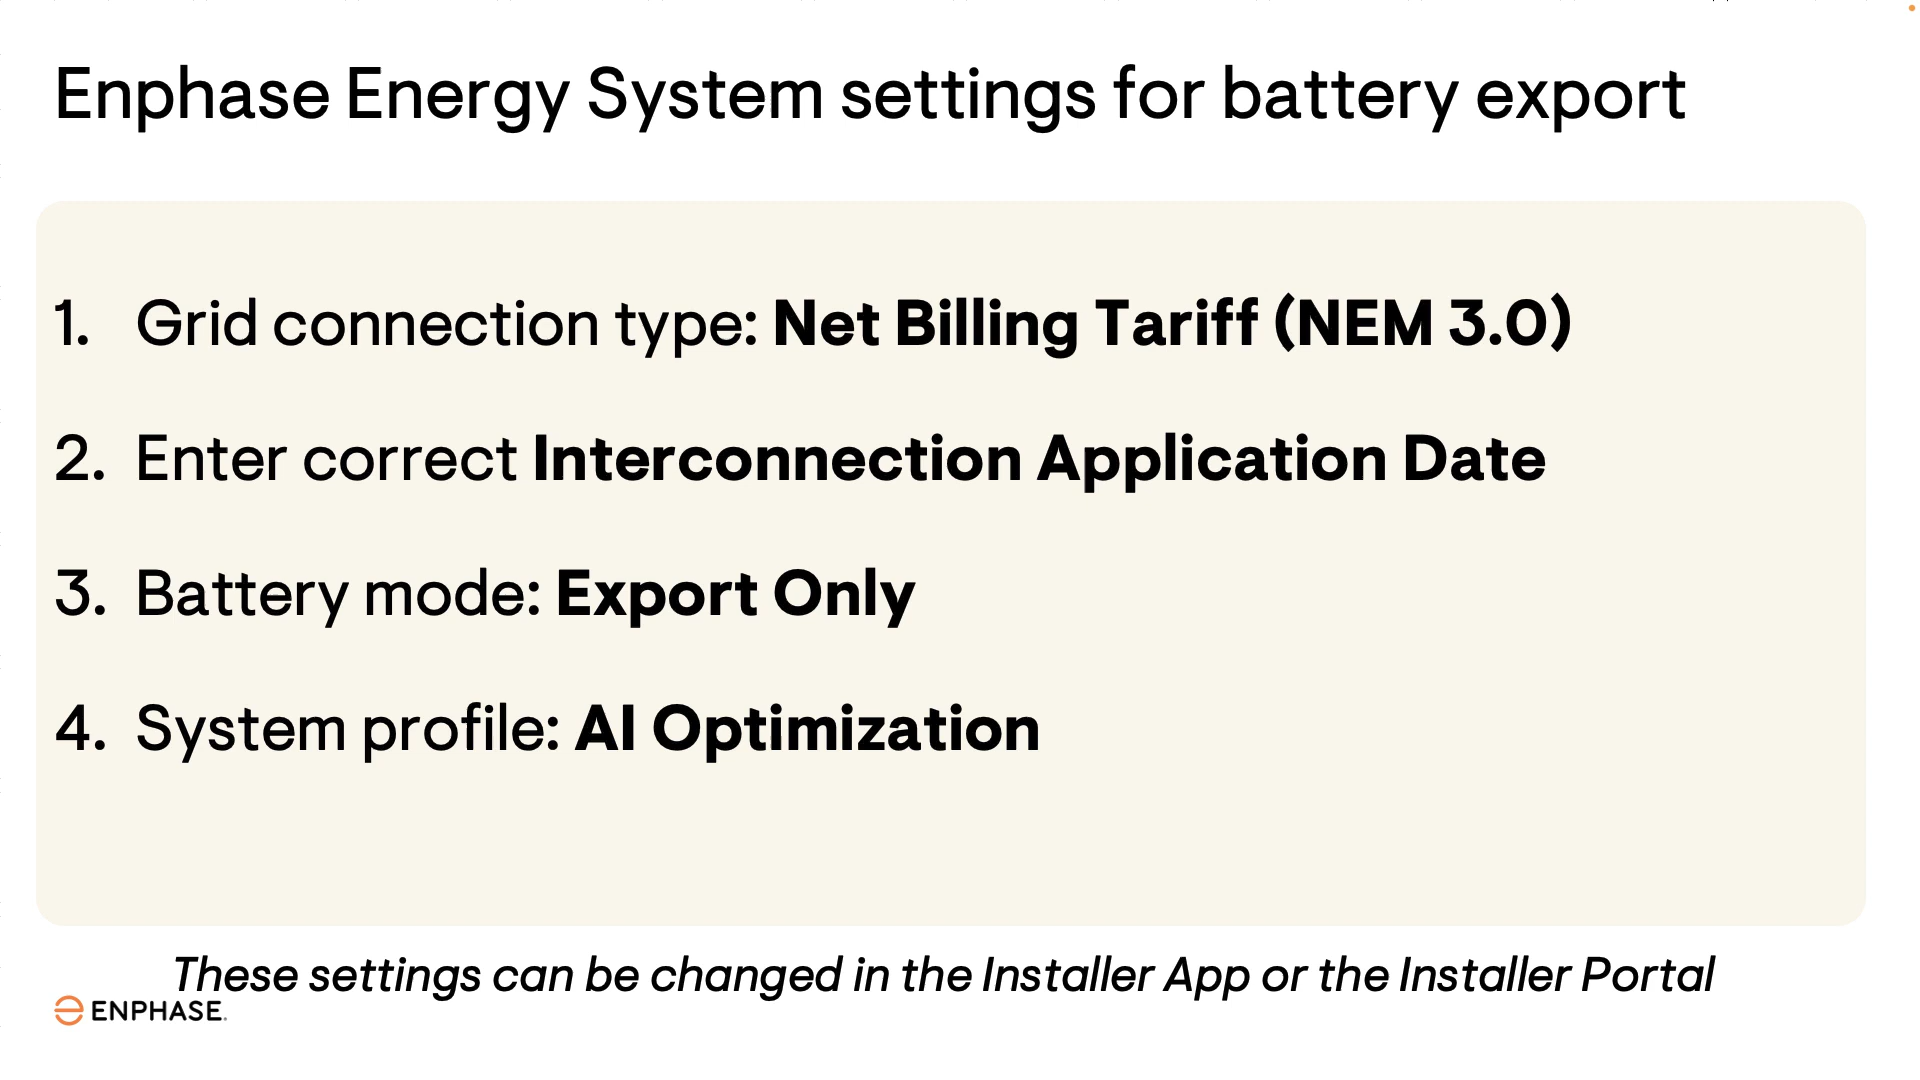 Enphase Energy System settings for battery export
1. Grid connection type: Net Billing Tariff (NEM 3.0)
2. Enter correct Interconnection Application Date
3. Battery mode: Export Only
4. System profile: AI Optimization
These settings can be changed in the Installer App or the Installer Portal
ENPHASE.